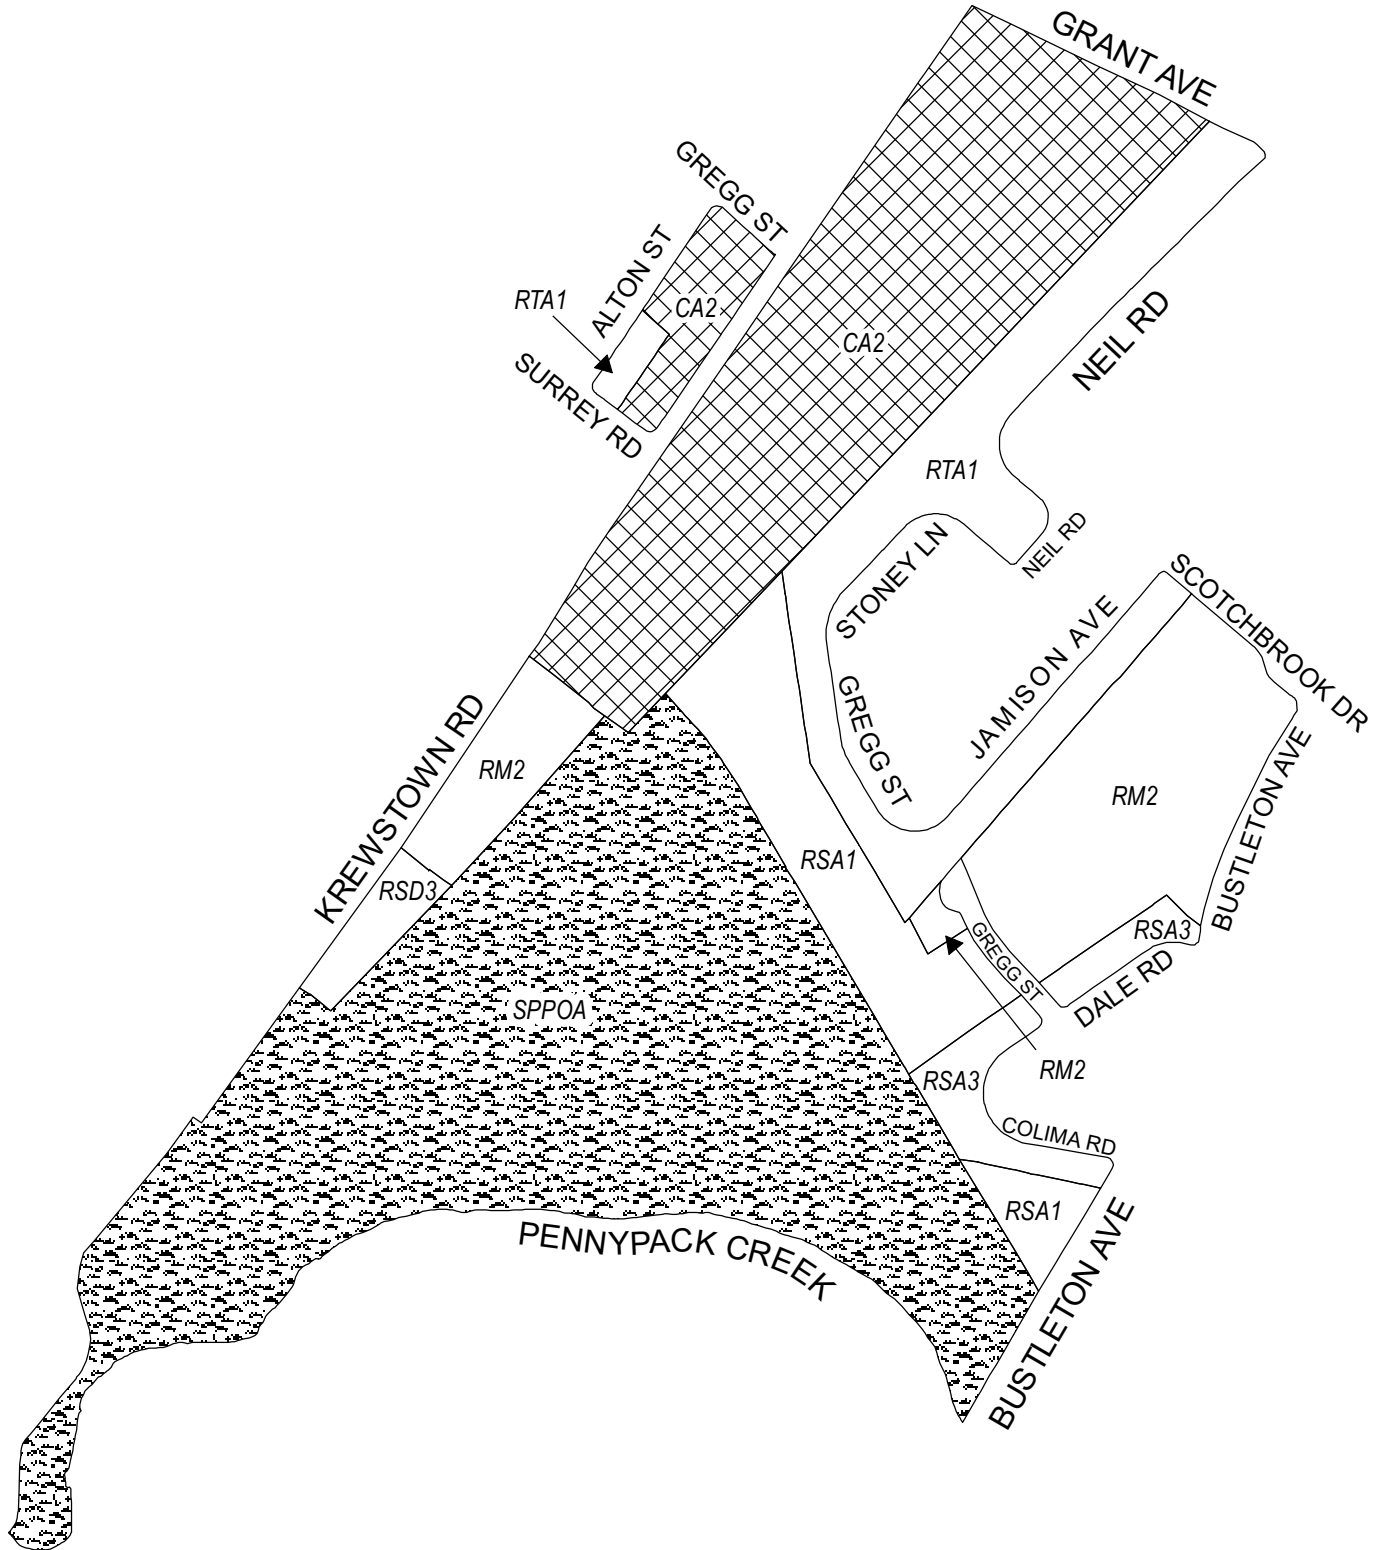 GRANT AVE
GREGG ST
ALTON ST
RTA1
CA2
CA2
NEIL RD
SURREY RD
RTA1
STONEY LN
NEIL RD
SCOTCHBROOK DR
JAMISON AVE
GREGG ST
KREWSTOWN RD
RM2
RM2
BUSTLETON AVE
RSA1
RSD3
RSA3
GREGG ST
DALE RD
SPPOA
RM2
RSA3
COLIMA RD
RSA1
PENNYPACK CREEK
BUSTLETON AVE